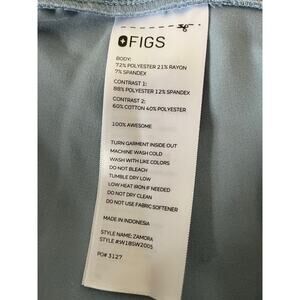 FIGS
BODY:
72% POLYESTER 21% RAYON
7% SPANDEX
CONTRAST 1:
88% POLYESTER 12% SPANDEX
CONTRAST 2:
60% COTTON 40% POLYESTER
100% AWESOME
TURN GARMENT INSIDE OUT
MACHINE WASH COLD
WASH WITH LIKE COLORS
DO NOT BLEACH
TUMBLE DRY LOW
LOW HEAT IRON IF NEEDED
DO NOT DRY CLEAN
DO NOT USE FABRIC SOFTENER
MADE IN INDONESIA
STYLE NAME: ZAMORA
STYLE #W18SW2005
PO# 3127